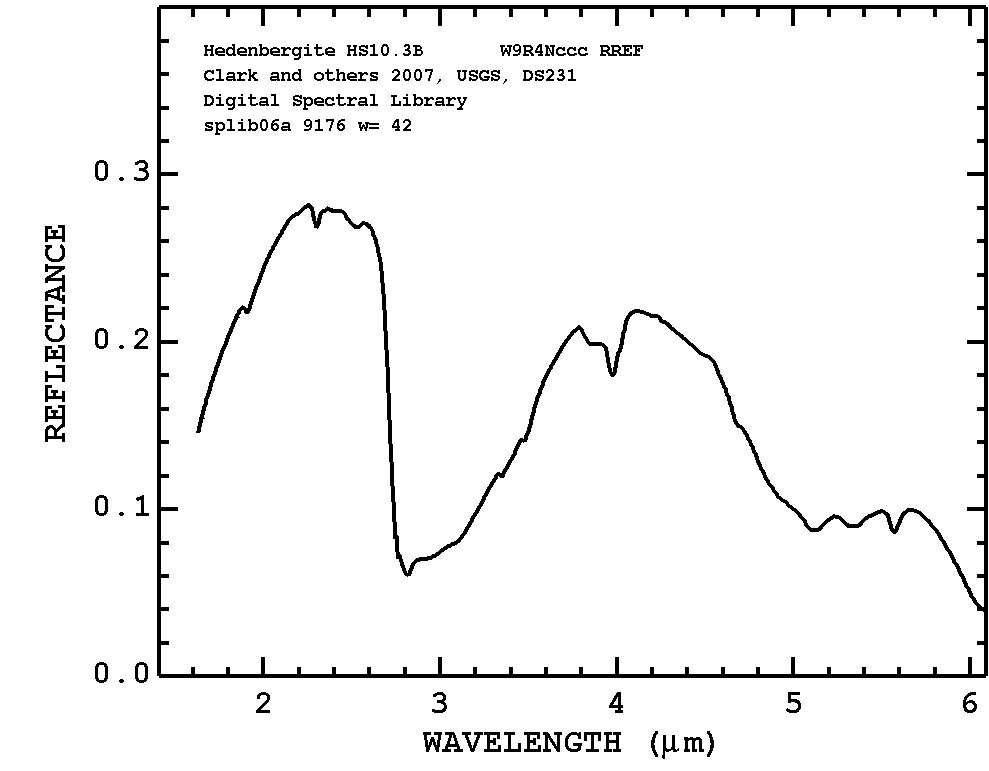 Hedenbergite HS10.3B W9R4Nccc RREF
Clark and others 2007, USGS, DS231
Digital Spectral Library
splib06a 9176 w= 42
REFLECTANCE
0.3
0.2
0.1
0.0
2 3 4 5 6
WAVELENGTH (μm)